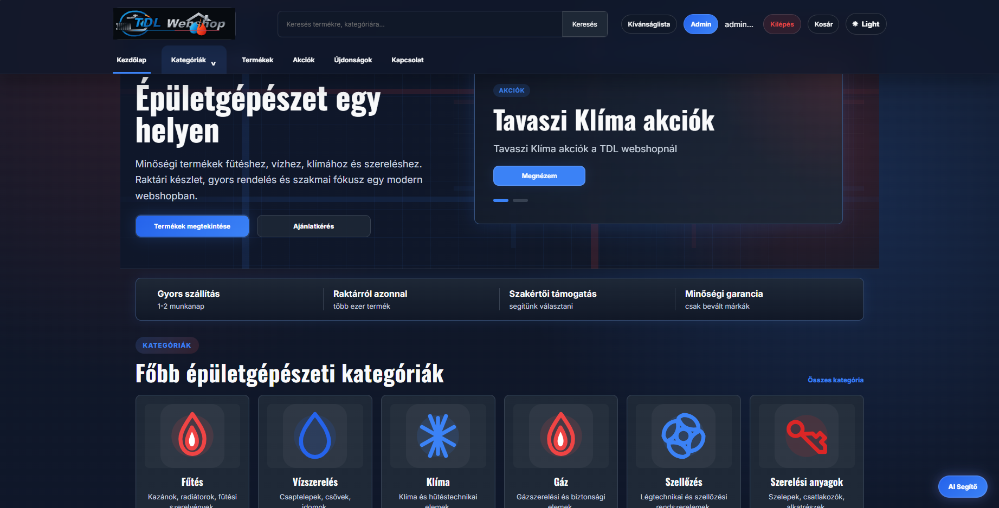 TDL Webshop
Keresés termékre, kategóriára...
Keresés
Kívánságlista
Admin
admin...
Kilépés
Kosár
Light
Kezdőlap
Kategóriák
Termékek
Akciók
Újdonságok
Kapcsolat
Épületgépészet egy
helyen
Minőségi termékek fűtéshez, vízhez, klímához és szereléshez.
Raktári készlet, gyors rendelés és szakmai fókusz egy modern
webshopban.
Termékek megtekintése
Ajánlatkérés
AKCIÓK
Tavaszi Klíma akciók
Tavaszi Klíma akciók a TDL webshopnál
Megnézem
Gyors szállítás
1-2 munkanap
Raktárról azonnal
több ezer termék
Szakértői támogatás
segítünk választani
Minőségi garancia
csak bevált márkák
KATEGÓRIÁK
Főbb épületgépészeti kategóriák
Összes kategória
Fűtés
Kazánok, radiátorok, fűtési
szerelvények
Vízszerelés
Csaptelepek, csövek,
idomok
Klíma
Klíma és hűtéstechnikai
elemek
Gáz
Gázszerelési és biztonsági
elemek
Szellőzés
Légtechnikai és szellőzési
rendszerelemek
Szerelési anyagok
Szelepek, csatlakozók,
alkatrészek
AI Segítő